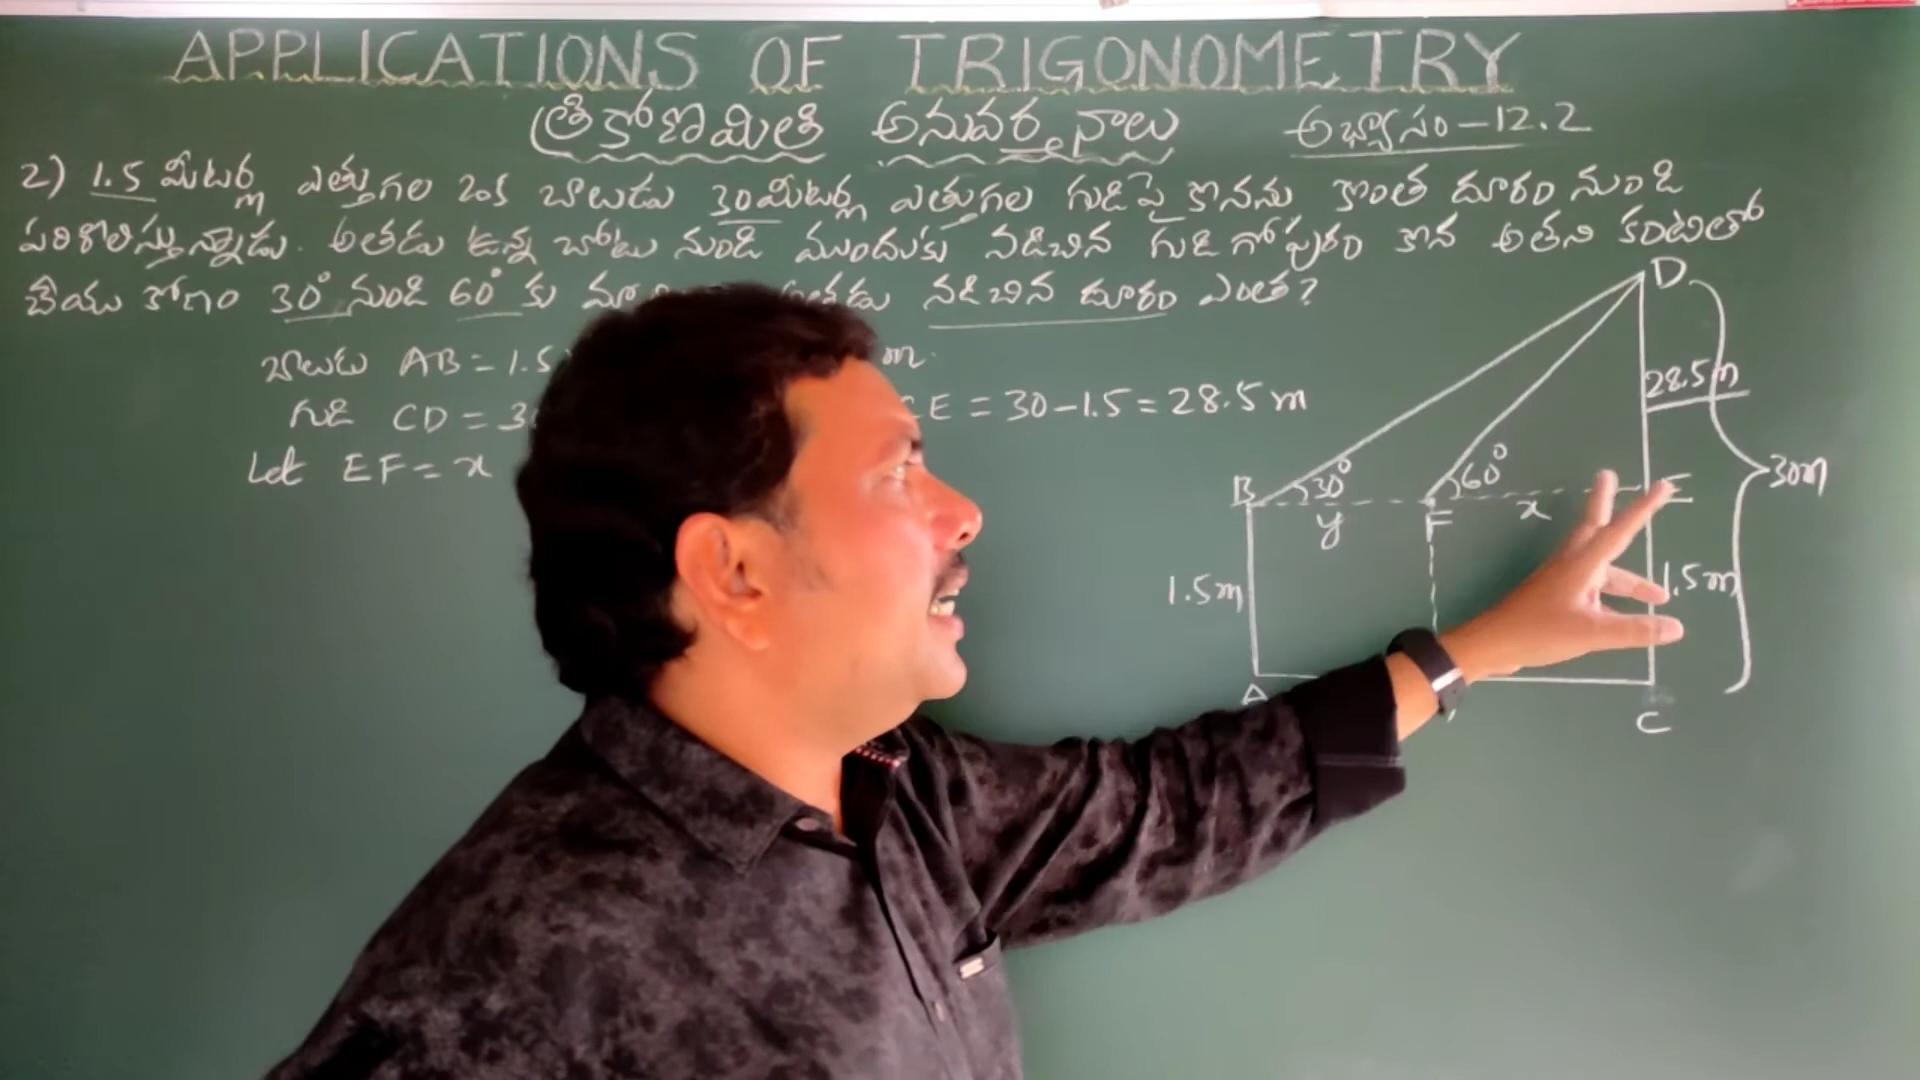 APPLICATIONS OF TRIGONOMETRY
త్రికోణమితి అనువర్తనాలు అభ్యాసం-12.2
2) 1.5 మీటర్ల ఎత్తుగల ఒక బాలుడు 30మీటర్ల ఎత్తుగల గుడిపై కొనను కొంత దూరం నుండి
పరిశీలిస్తున్నాడు. అతడు ఉన్న చోటు నుండి ముందుకు నడిచిన గుడి గోపురం కొన అతని కంటితో
చేయు కోణం 30° నుండి 60° కు నడిచిన దూరం ఎంత?
బాలుడు AB = 1.5 m.
గుడి CD = E = 30-1.5 = 28.5 m
Let EF = x
D
28.5m
30m
B 30° 60° E
y F x
1.5m 1.5m
A C